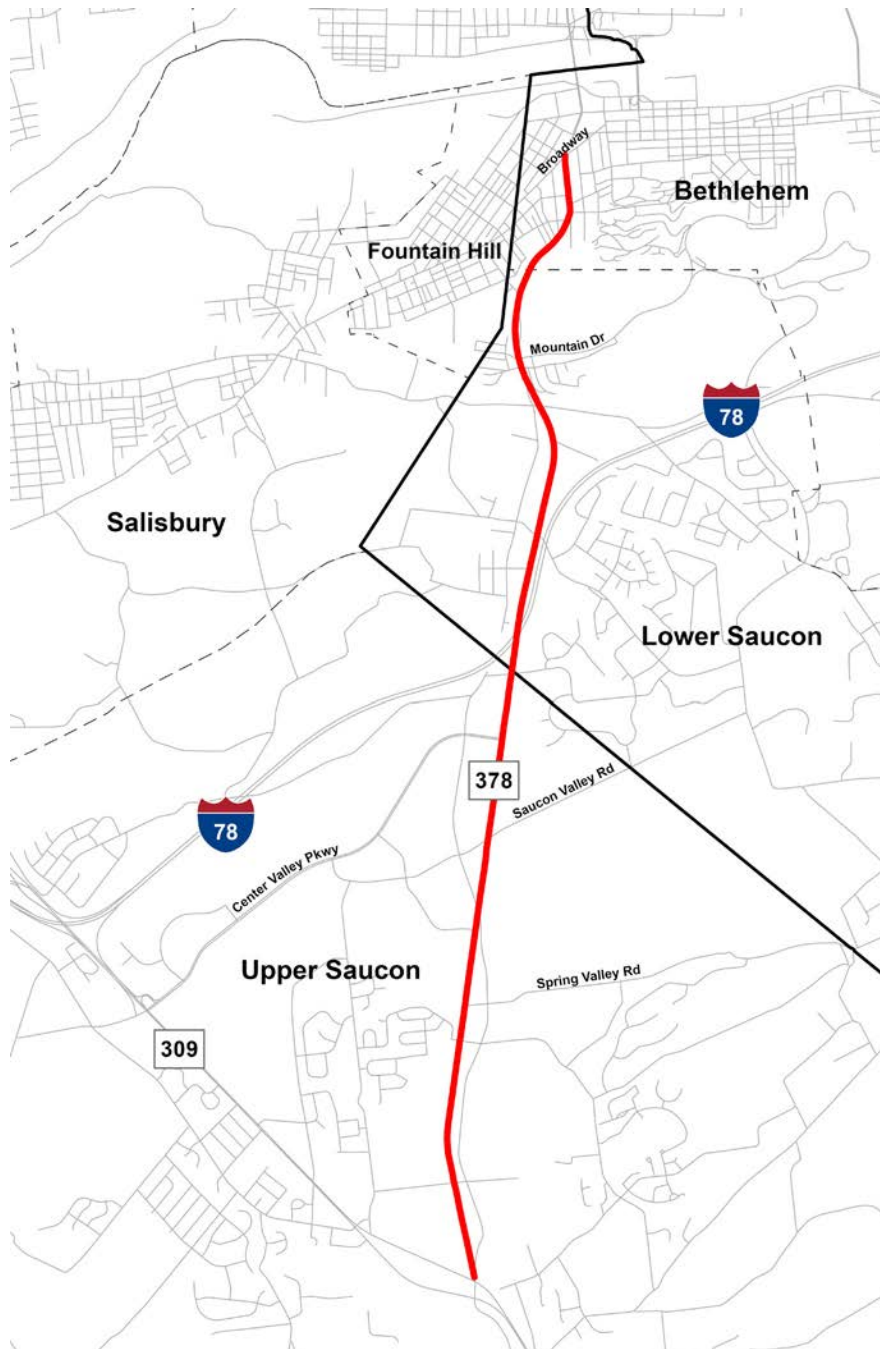 Broadway
Bethlehem
Fountain Hill
Mountain Dr
78
Salisbury
Lower Saucon
378
Saucon Valley Rd
78
Center Valley Pkwy
Upper Saucon
Spring Valley Rd
309